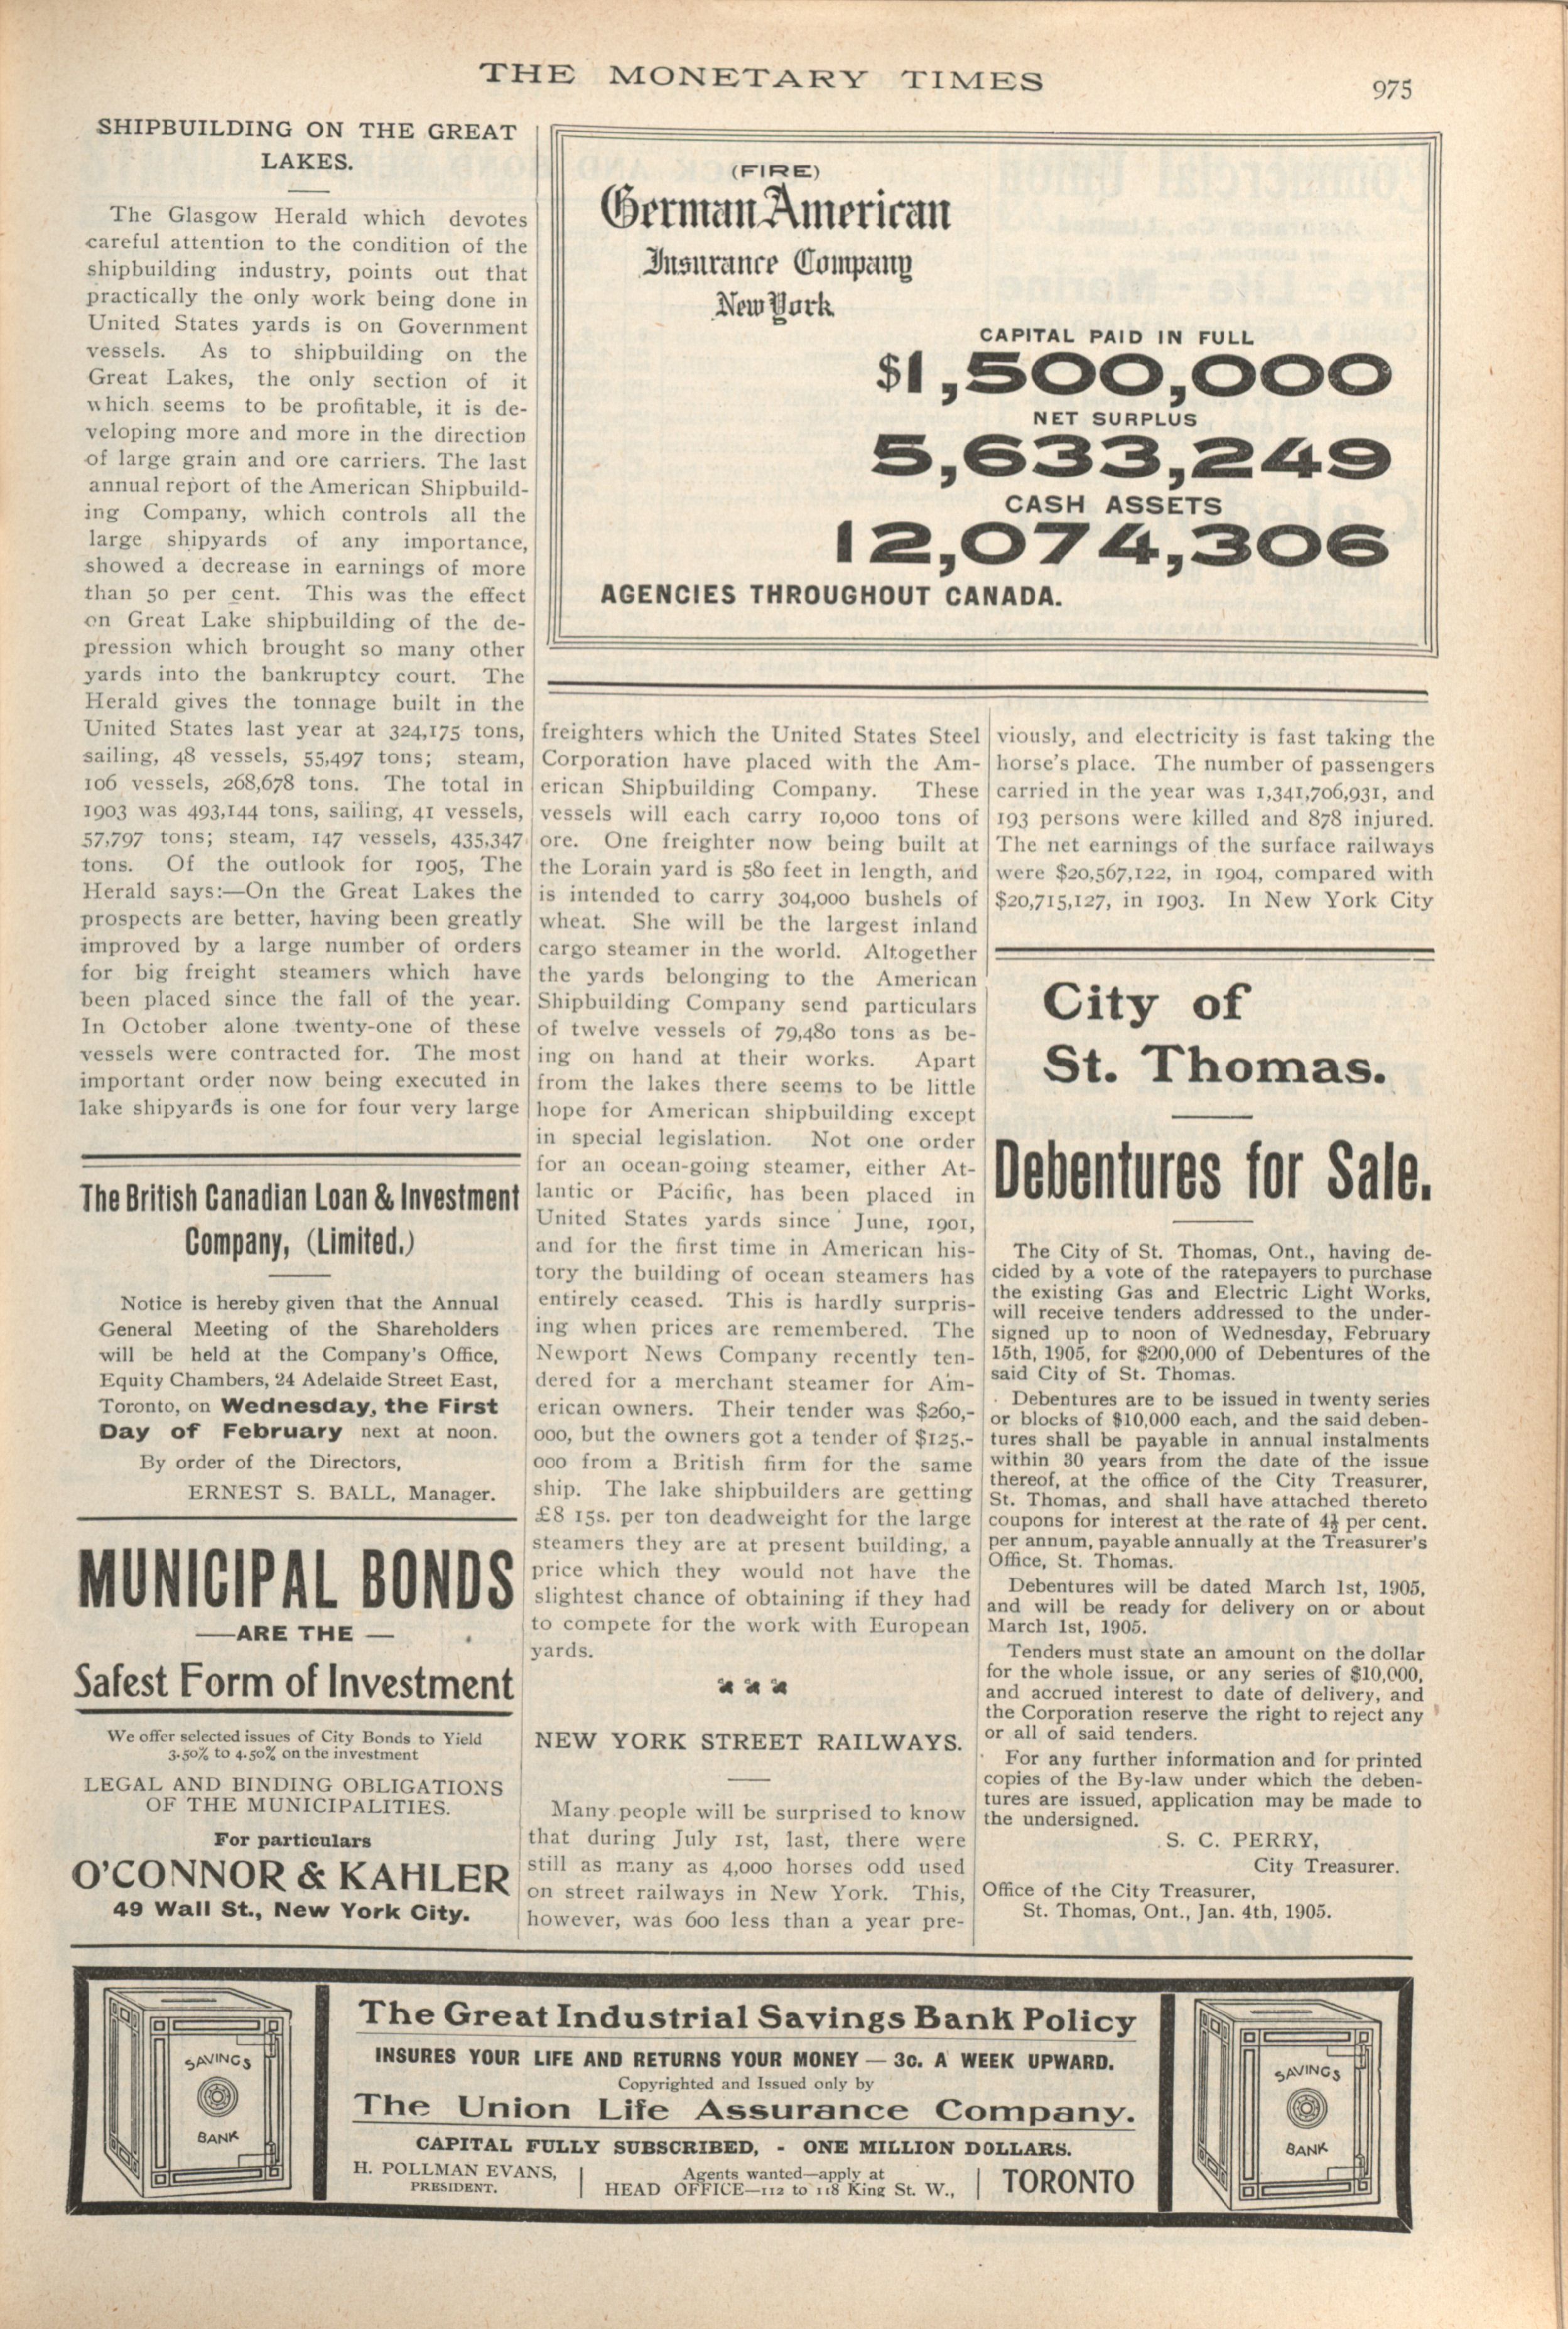 THE MONETARY TIMES
975
SHIPBUILDING ON THE GREAT
LAKES.
The Glasgow Herald which devotes
careful attention to the condition of the
shipbuilding industry, points out that
practically the only work being done in
United States yards is on Government
vessels. As to shipbuilding on the
Great Lakes, the only section of it
which seems to be profitable, it is de-
veloping more and more in the direction
of large grain and ore carriers. The last
annual report of the American Shipbuild-
ing Company, which controls all the
large shipyards of any importance,
showed a decrease in earnings of more
than 50 per cent. This was the effect
on Great Lake shipbuilding of the de-
pression which brought so many other
yards into the bankruptcy court. The
Herald gives the tonnage built in the
United States last year at 324,175 tons,
sailing, 48 vessels, 55,497 tons; steam,
106 vessels, 268,678 tons. The total in
1903 was 493,144 tons, sailing, 41 vessels,
57,797 tons; steam, 147 vessels, 435,347
tons. Of the outlook for 1905, The
Herald says:—On the Great Lakes the
prospects are better, having been greatly
improved by a large number of orders
for big freight steamers which have
been placed since the fall of the year.
In October alone twenty-one of these
vessels were contracted for. The most
important order now being executed in
lake shipyards is one for four very large
The British Canadian Loan & Investment
Company, (Limited.)
Notice is hereby given that the Annual
General Meeting of the Shareholders
will be held at the Company's Office,
Equity Chambers, 24 Adelaide Street East,
Toronto, on Wednesday, the First
Day of February next at noon.
By order of the Directors,
ERNEST S. BALL, Manager.
MUNICIPAL BONDS
—ARE THE —
Safest Form of Investment
We offer selected issues of City Bonds to Yield
3.50% to 4.50% on the investment
LEGAL AND BINDING OBLIGATIONS
OF THE MUNICIPALITIES.
For particulars
O'CONNOR & KAHLER
49 Wall St., New York City.
(FIRE)
German American
Insurance Company
New York
CAPITAL PAID IN FULL
$1,500,000
NET SURPLUS
5,633,249
CASH ASSETS
12,074,306
AGENCIES THROUGHOUT CANADA.
freighters which the United States Steel
Corporation have placed with the Am-
erican Shipbuilding Company. These
vessels will each carry 10,000 tons of
ore. One freighter now being built at
the Lorain yard is 580 feet in length, and
is intended to carry 304,000 bushels of
wheat. She will be the largest inland
cargo steamer in the world. Altogether
the yards belonging to the American
Shipbuilding Company send particulars
of twelve vessels of 79,480 tons as be-
ing on hand at their works. Apart
from the lakes there seems to be little
hope for American shipbuilding except
in special legislation. Not one order
for an ocean-going steamer, either At-
lantic or Pacific, has been placed in
United States yards since June, 1901,
and for the first time in American his-
tory the building of ocean steamers has
entirely ceased. This is hardly surpris-
ing when prices are remembered. The
Newport News Company recently ten-
dered for a merchant steamer for Am-
erican owners. Their tender was $260,-
000, but the owners got a tender of $125,-
000 from a British firm for the same
ship. The lake shipbuilders are getting
£8 15s. per ton deadweight for the large
steamers they are at present building, a
price which they would not have the
slightest chance of obtaining if they had
to compete for the work with European
yards.
NEW YORK STREET RAILWAYS.
Many people will be surprised to know
that during July 1st, last, there were
still as many as 4,000 horses odd used
on street railways in New York. This,
however, was 600 less than a year pre-
viously, and electricity is fast taking the
horse's place. The number of passengers
carried in the year was 1,341,706,931, and
193 persons were killed and 878 injured.
The net earnings of the surface railways
were $20,567,122, in 1904, compared with
$20,715,127, in 1903. In New York City
City of
St. Thomas.
Debentures for Sale.
The City of St. Thomas, Ont., having de-
cided by a vote of the ratepayers to purchase
the existing Gas and Electric Light Works,
will receive tenders addressed to the under-
signed up to noon of Wednesday, February
15th, 1905, for $200,000 of Debentures of the
said City of St. Thomas.
Debentures are to be issued in twenty series
or blocks of $10,000 each, and the said deben-
tures shall be payable in annual instalments
within 30 years from the date of the issue
thereof, at the office of the City Treasurer,
St. Thomas, and shall have attached thereto
coupons for interest at the rate of 4½ per cent.
per annum, payable annually at the Treasurer's
Office, St. Thomas.
Debentures will be dated March 1st, 1905,
and will be ready for delivery on or about
March 1st, 1905.
Tenders must state an amount on the dollar
for the whole issue, or any series of $10,000,
and accrued interest to date of delivery, and
the Corporation reserve the right to reject any
or all of said tenders.
For any further information and for printed
copies of the By-law under which the deben-
tures are issued, application may be made to
the undersigned.
S. C. PERRY,
City Treasurer.
Office of the City Treasurer,
St. Thomas, Ont., Jan. 4th, 1905.
SAVINGS
BANK
The Great Industrial Savings Bank Policy
INSURES YOUR LIFE AND RETURNS YOUR MONEY — 3c. A WEEK UPWARD.
Copyrighted and Issued only by
The Union Life Assurance Company.
CAPITAL FULLY SUBSCRIBED, - ONE MILLION DOLLARS.
H. POLLMAN EVANS,
PRESIDENT.
Agents wanted—apply at
HEAD OFFICE—112 to 118 King St. W.,
TORONTO
SAVINGS
BANK